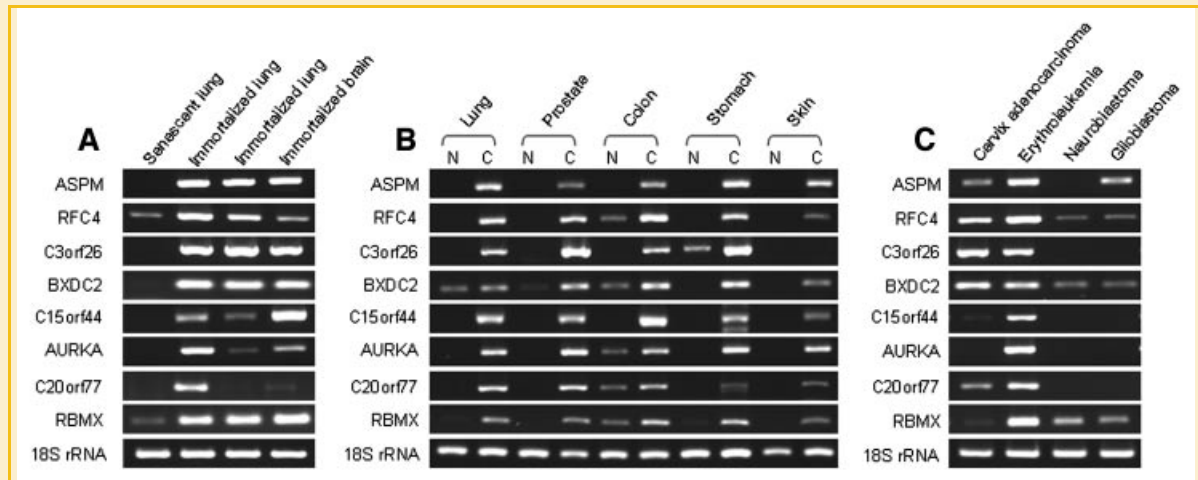 A
Senescent lung
Immortalized lung
Immortalized lung
Immortalized brain
ASPM
RFC4
C3orf26
BXDC2
C15orf44
AURKA
C20orf77
RBMX
18S rRNA
B
Lung Prostate Colon Stomach Skin
N C N C N C N C N C
ASPM
RFC4
C3orf26
BXDC2
C15orf44
AURKA
C20orf77
RBMX
18S rRNA
C
Cervix adenocarcinoma
Erythroleukemia
Neuroblastoma
Glioblastoma
ASPM
RFC4
C3orf26
BXDC2
C15orf44
AURKA
C20orf77
RBMX
18S rRNA